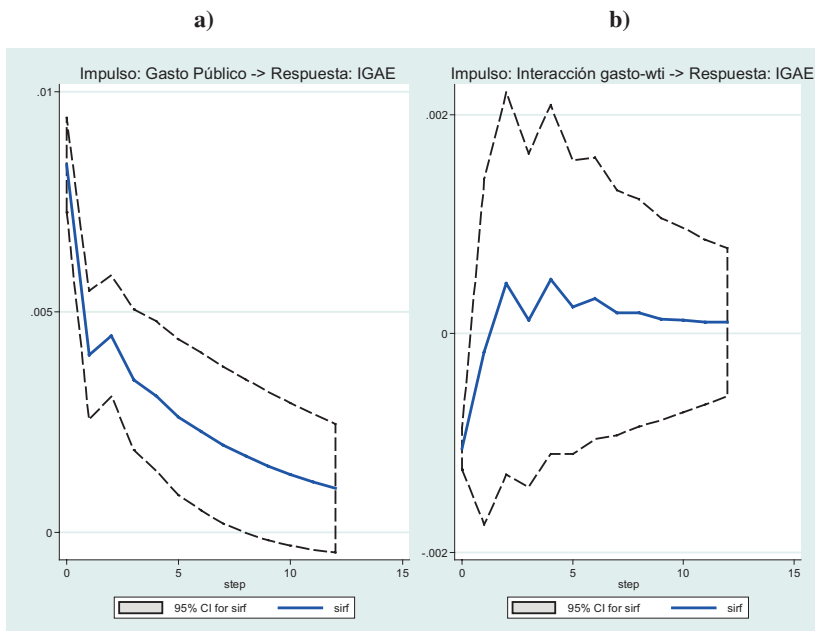 a)
b)
Impulso: Gasto Público -> Respuesta: IGAE
.01
.005
0
0
5
10
15
step
95% CI for sirf
sirf
Impulso: Interacción gasto-wti -> Respuesta: IGAE
.002
0
-.002
0
5
10
15
step
95% CI for sirf
sirf